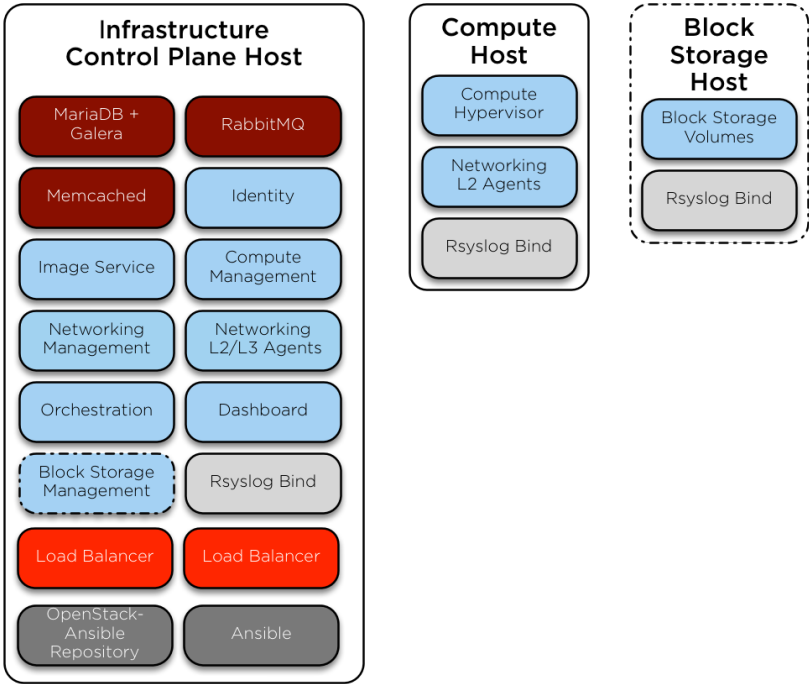 Infrastructure
Control Plane Host
MariaDB +
Galera
RabbitMQ
Memcached
Identity
Image Service
Compute
Management
Networking
Management
Networking
L2/L3 Agents
Orchestration
Dashboard
Block Storage
Management
Rsyslog Bind
Load Balancer
Load Balancer
OpenStack-
Ansible
Repository
Ansible
Compute
Host
Compute
Hypervisor
Networking
L2 Agents
Rsyslog Bind
Block
Storage
Host
Block Storage
Volumes
Rsyslog Bind